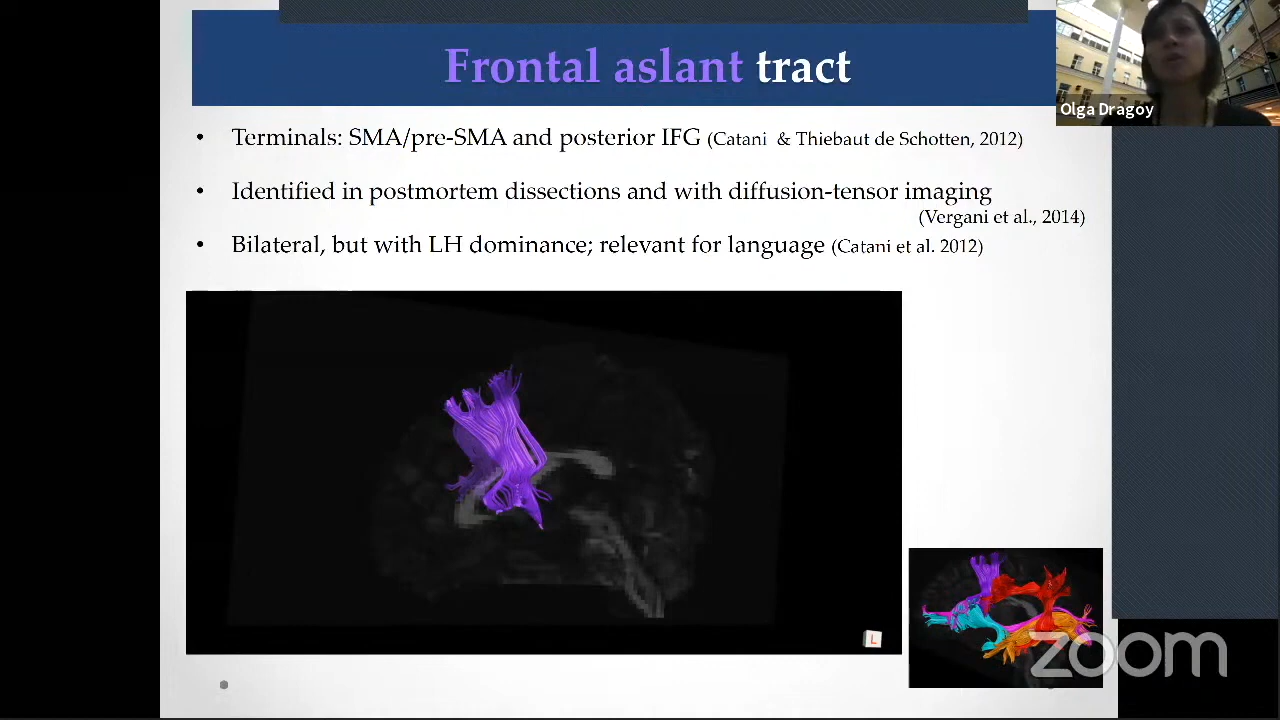 Frontal aslant tract
Olga Dragoy
• Terminals: SMA/pre-SMA and posterior IFG (Catani & Thiebaut de Schotten, 2012)
• Identified in postmortem dissections and with diffusion-tensor imaging
(Vergani et al., 2014)
• Bilateral, but with LH dominance; relevant for language (Catani et al. 2012)
L
zoom